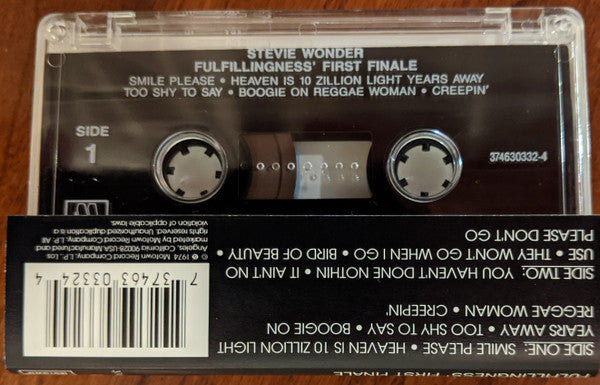 STEVIE WONDER
FULFILLINGNESS' FIRST FINALE
SMILE PLEASE • HEAVEN IS 10 ZILLION LIGHT YEARS AWAY
TOO SHY TO SAY • BOOGIE ON REGGAE WOMAN • CREEPIN'
SIDE
1
374630332-4
M
FULFILLINGNESS' FIRST FINALE
SIDE ONE: SMILE PLEASE • HEAVEN IS 10 ZILLION LIGHT
YEARS AWAY • TOO SHY TO SAY • BOOGIE ON
REGGAE WOMAN • CREEPIN'
SIDE TWO: YOU HAVEN'T DONE NOTHIN • IT AIN'T NO
USE • THEY WON'T GO WHEN I GO • BIRD OF BEAUTY •
PLEASE DON'T GO
7 37463 03324
℗ © 1974 Motown Record Company, L.P., Los
Angeles, California 90028-USA Manufactured and
marketed by Motown Record Company, L.P. All
rights reserved. Unauthorized duplication is a
violation of applicable laws.